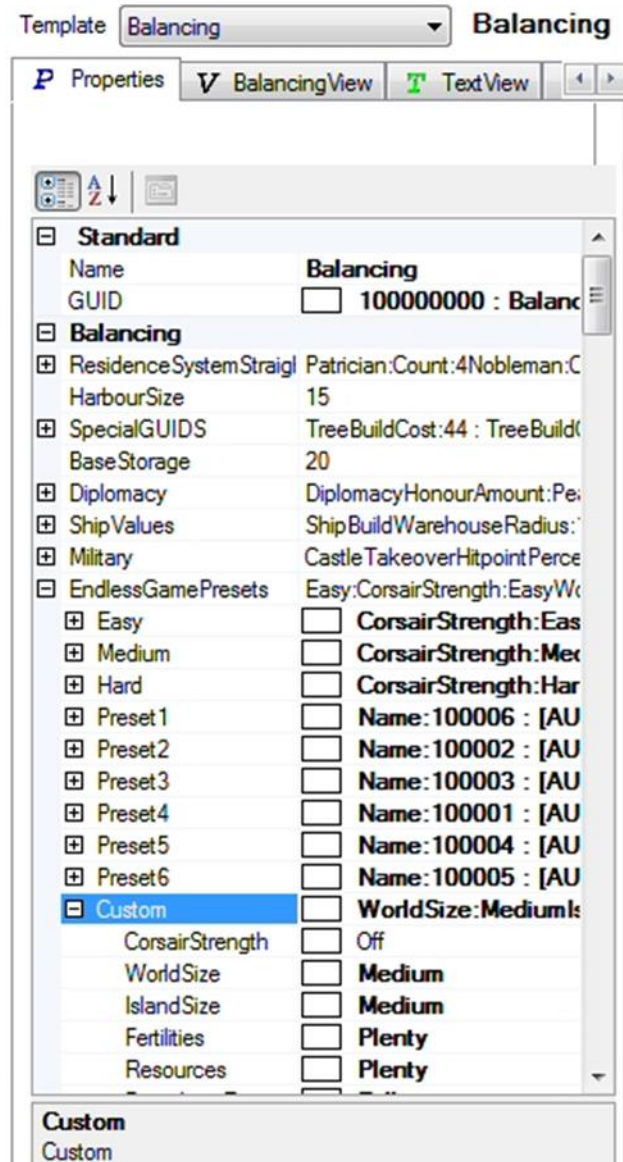 Template Balancing Balancing
P Properties V BalancingView T TextView
Standard
Name Balancing
GUID 100000000 : Balanc
Balancing
ResidenceSystemStraigl Patrician:Count:4Nobleman:C
HarbourSize 15
SpecialGUIDS TreeBuildCost:44 : TreeBuild(
BaseStorage 20
Diplomacy DiplomacyHonourAmount:Pea
ShipValues ShipBuildWarehouseRadius:
Military CastleTakeoverHitpointPerce
EndlessGamePresets Easy:CorsairStrength:EasyWo
Easy CorsairStrength:Eas
Medium CorsairStrength:Med
Hard CorsairStrength:Har
Preset1 Name:100006 : [AU
Preset2 Name:100002 : [AU
Preset3 Name:100003 : [AU
Preset4 Name:100001 : [AU
Preset5 Name:100004 : [AU
Preset6 Name:100005 : [AU
Custom WorldSize:MediumIs
CorsairStrength Off
WorldSize Medium
IslandSize Medium
Fertilities Plenty
Resources Plenty
Custom
Custom